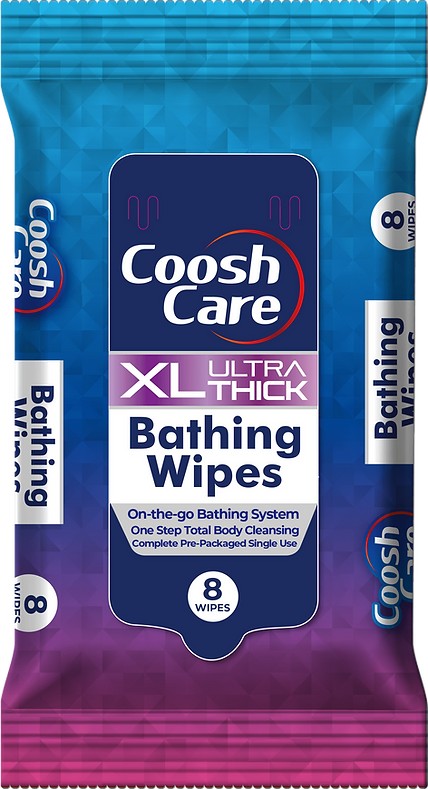 Coosh
Care
XL ULTRA
THICK
Bathing
Wipes
On-the-go Bathing System
One Step Total Body Cleansing
Complete Pre-Packaged Single Use
8
WIPES
Coosh
Care
Bathing
Wipes
8
WIPES
8
WIPES
Bathing
Wipes
Coosh
Care